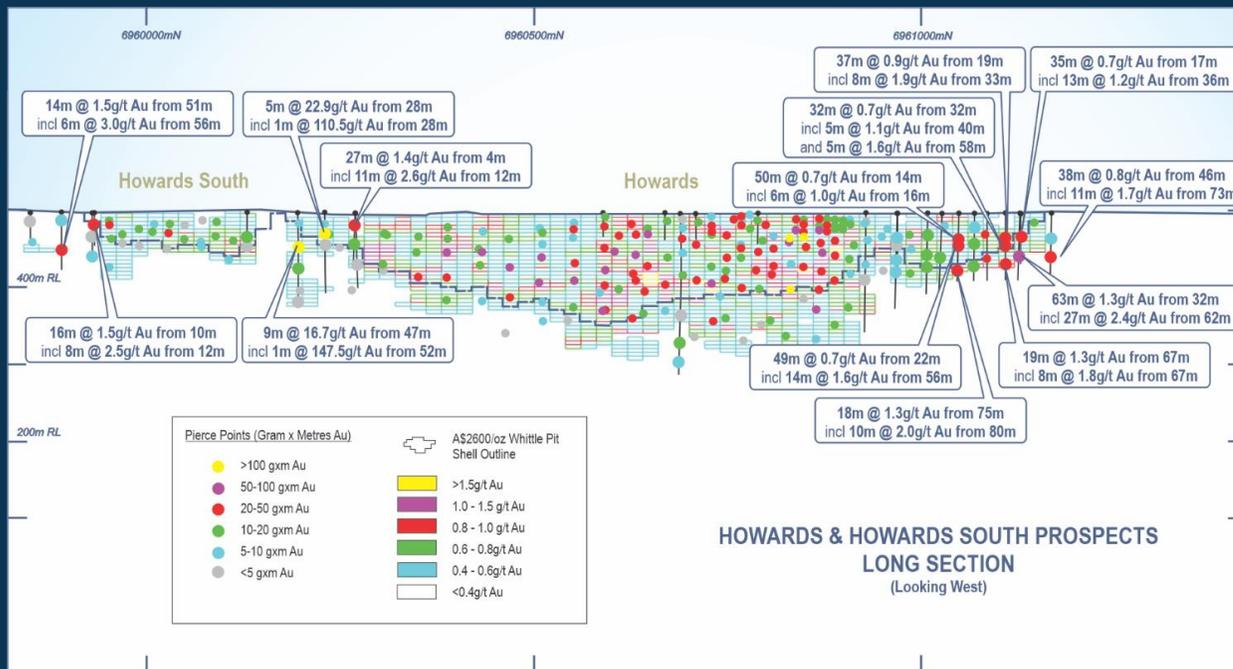 6960000mN
6960500mN
6961000mN
37m @ 0.9g/t Au from 19m
incl 8m @ 1.9g/t Au from 33m
35m @ 0.7g/t Au from 17m
incl 13m @ 1.2g/t Au from 36m
14m @ 1.5g/t Au from 51m
incl 6m @ 3.0g/t Au from 56m
5m @ 22.9g/t Au from 28m
incl 1m @ 110.5g/t Au from 28m
32m @ 0.7g/t Au from 32m
incl 5m @ 1.1g/t Au from 40m
and 5m @ 1.6g/t Au from 58m
27m @ 1.4g/t Au from 4m
incl 11m @ 2.6g/t Au from 12m
50m @ 0.7g/t Au from 14m
incl 6m @ 1.0g/t Au from 16m
38m @ 0.8g/t Au from 46m
incl 11m @ 1.7g/t Au from 73m
Howards South
Howards
400m RL
16m @ 1.5g/t Au from 10m
incl 8m @ 2.5g/t Au from 12m
9m @ 16.7g/t Au from 47m
incl 1m @ 147.5g/t Au from 52m
63m @ 1.3g/t Au from 32m
incl 27m @ 2.4g/t Au from 62m
49m @ 0.7g/t Au from 22m
incl 14m @ 1.6g/t Au from 56m
19m @ 1.3g/t Au from 67m
incl 8m @ 1.8g/t Au from 67m
18m @ 1.3g/t Au from 75m
incl 10m @ 2.0g/t Au from 80m
200m RL
Pierce Points (Gram x Metres Au)
>100 gxm Au
50-100 gxm Au
20-50 gxm Au
10-20 gxm Au
5-10 gxm Au
<5 gxm Au
A$2600/oz Whittle Pit
Shell Outline
>1.5g/t Au
1.0 - 1.5 g/t Au
0.8 - 1.0 g/t Au
0.6 - 0.8g/t Au
0.4 - 0.6g/t Au
<0.4g/t Au
HOWARDS & HOWARDS SOUTH PROSPECTS
LONG SECTION
(Looking West)